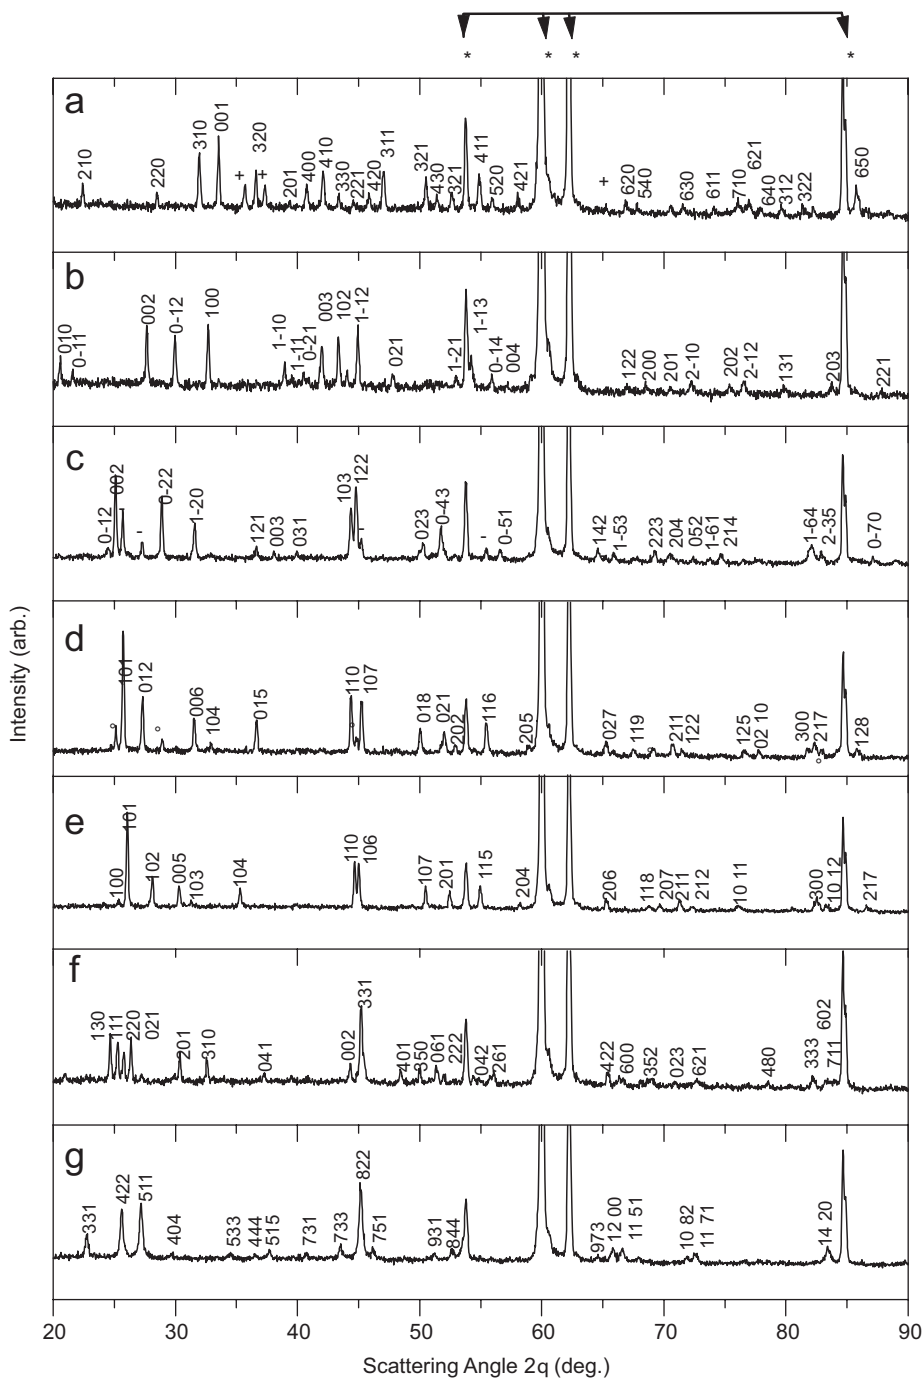 * * * *
a
210 220 310 001 + 320 + 201 400 410 330 221 420 311 321 430 321 411 520 421 + 620 540 630 611 710 621 640 312 322 650
b
010 0-11 002 0-12 100 1-10 1-11 0-21 003 102 1-12 021 1-21 1-13 0-14 004 122 200 201 2-10 202 2-12 131 203 221
c
0-12 002 - - 0-22 1-20 121 003 031 103 122 - 023 0-43 - 0-51 142 1-53 223 204 052 1-61 214 1-64 2-35 0-70
d
° 101 012 ° 006 104 015 110 ° 107 018 021 202 116 205 027 119 ° 211 122 125 02 10 300 217 ° 128
e
100 101 102 005 103 104 110 106 107 201 115 204 206 118 207 211 212 10 11 300 10 12 217
f
130 111 220 021 201 310 041 002 331 401 350 061 222 042 261 422 600 352 023 621 480 333 711 602
g
331 422 511 404 533 444 515 731 733 822 751 931 844 973 12 00 11 51 10 82 11 71 14 20
Intensity (arb.)
20 30 40 50 60 70 80 90
Scattering Angle 2q (deg.)